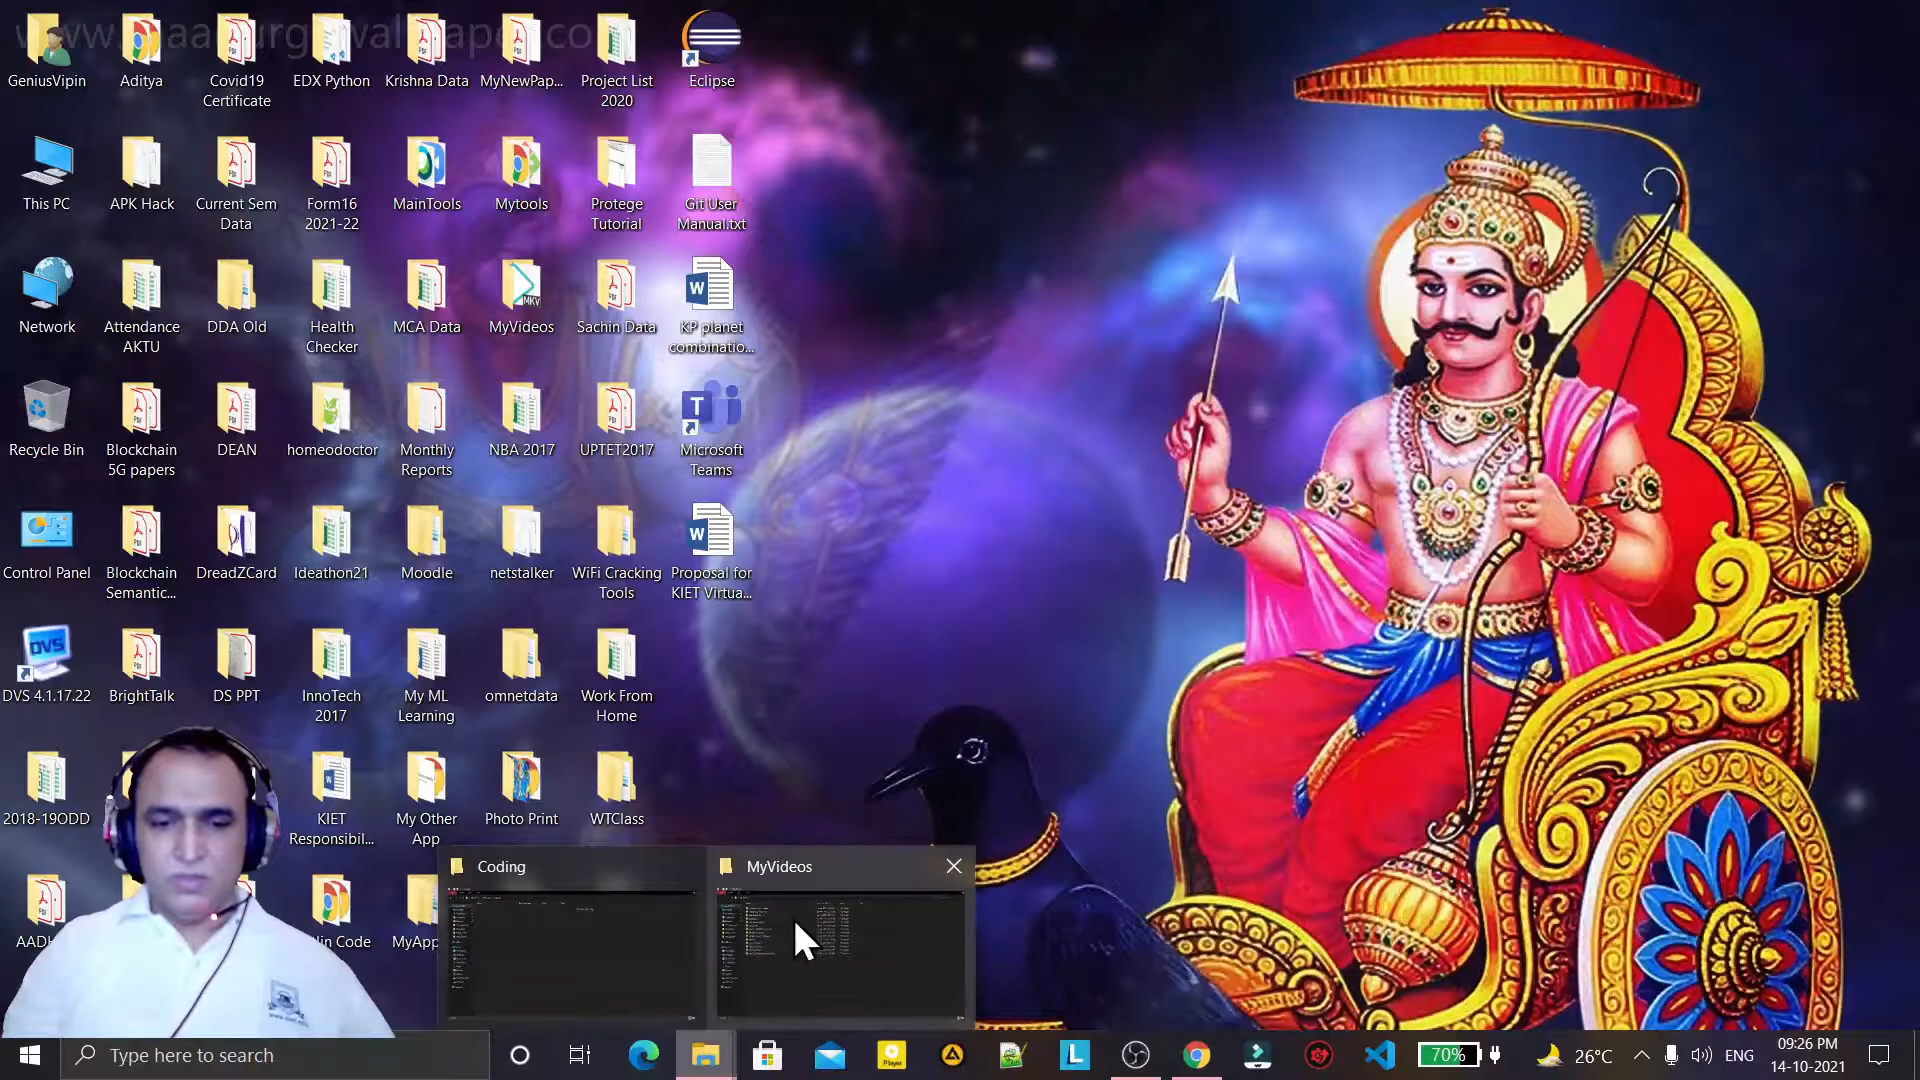 GeniusVipin
Aditya
Covid19
Certificate
EDX Python
Krishna Data
MyNewPap...
Project List
2020
Eclipse
This PC
APK Hack
Current Sem
Data
Form16
2021-22
MainTools
Mytools
Protege
Tutorial
Git User
Manual.txt
Network
Attendance
AKTU
DDA Old
Health
Checker
MCA Data
MKV
MyVideos
Sachin Data
W
KP planet
combinatio...
Recycle Bin
Blockchain
5G papers
DEAN
homeodoctor
Monthly
Reports
NBA 2017
UPTET2017
T
Microsoft
Teams
Control Panel
Blockchain
Semantic...
DreadZCard
Ideathon21
Moodle
netstalker
WiFi Cracking
Tools
W
Proposal for
KIET Virtua...
DVS
DVS 4.1.17.22
BrightTalk
DS PPT
InnoTech
2017
My ML
Learning
omnetdata
Work From
Home
2018-19ODD
KIET
Responsibil...
My Other
App
Photo Print
WTClass
Coding
MyVideos
Code
Type here to search
Player
L
70%
26°C
ENG
09:26 PM
14-10-2021